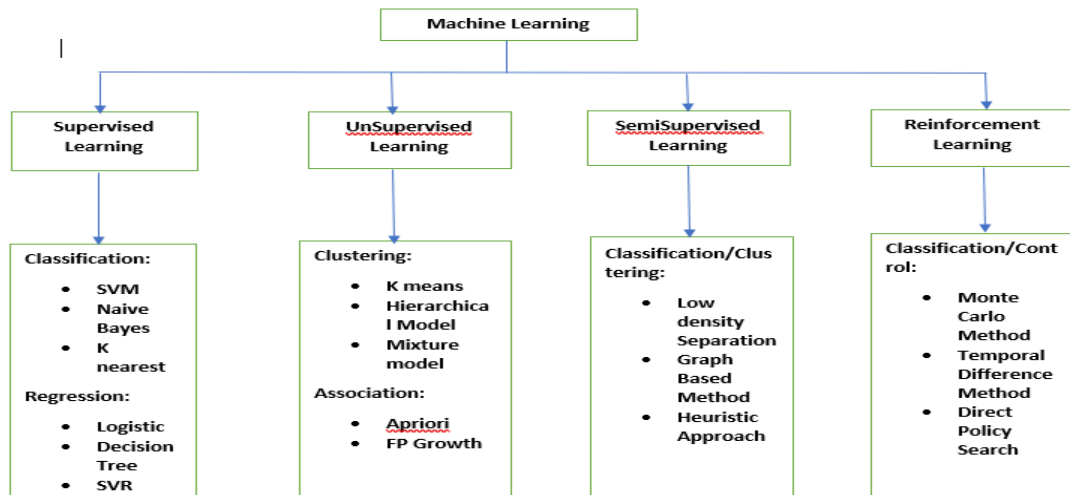 Machine Learning
Supervised
Learning
UnSupervised
Learning
SemiSupervised
Learning
Reinforcement
Learning
Classification:
• SVM
• Naive
Bayes
• K
nearest
Regression:
• Logistic
• Decision
Tree
• SVR
Clustering:
• K means
• Hierarchica
l Model
• Mixture
model
Association:
• Apriori
• FP Growth
Classification/Clus
tering:
• Low
density
Separation
• Graph
Based
Method
• Heuristic
Approach
Classification/Cont
rol:
• Monte
Carlo
Method
• Temporal
Difference
Method
• Direct
Policy
Search